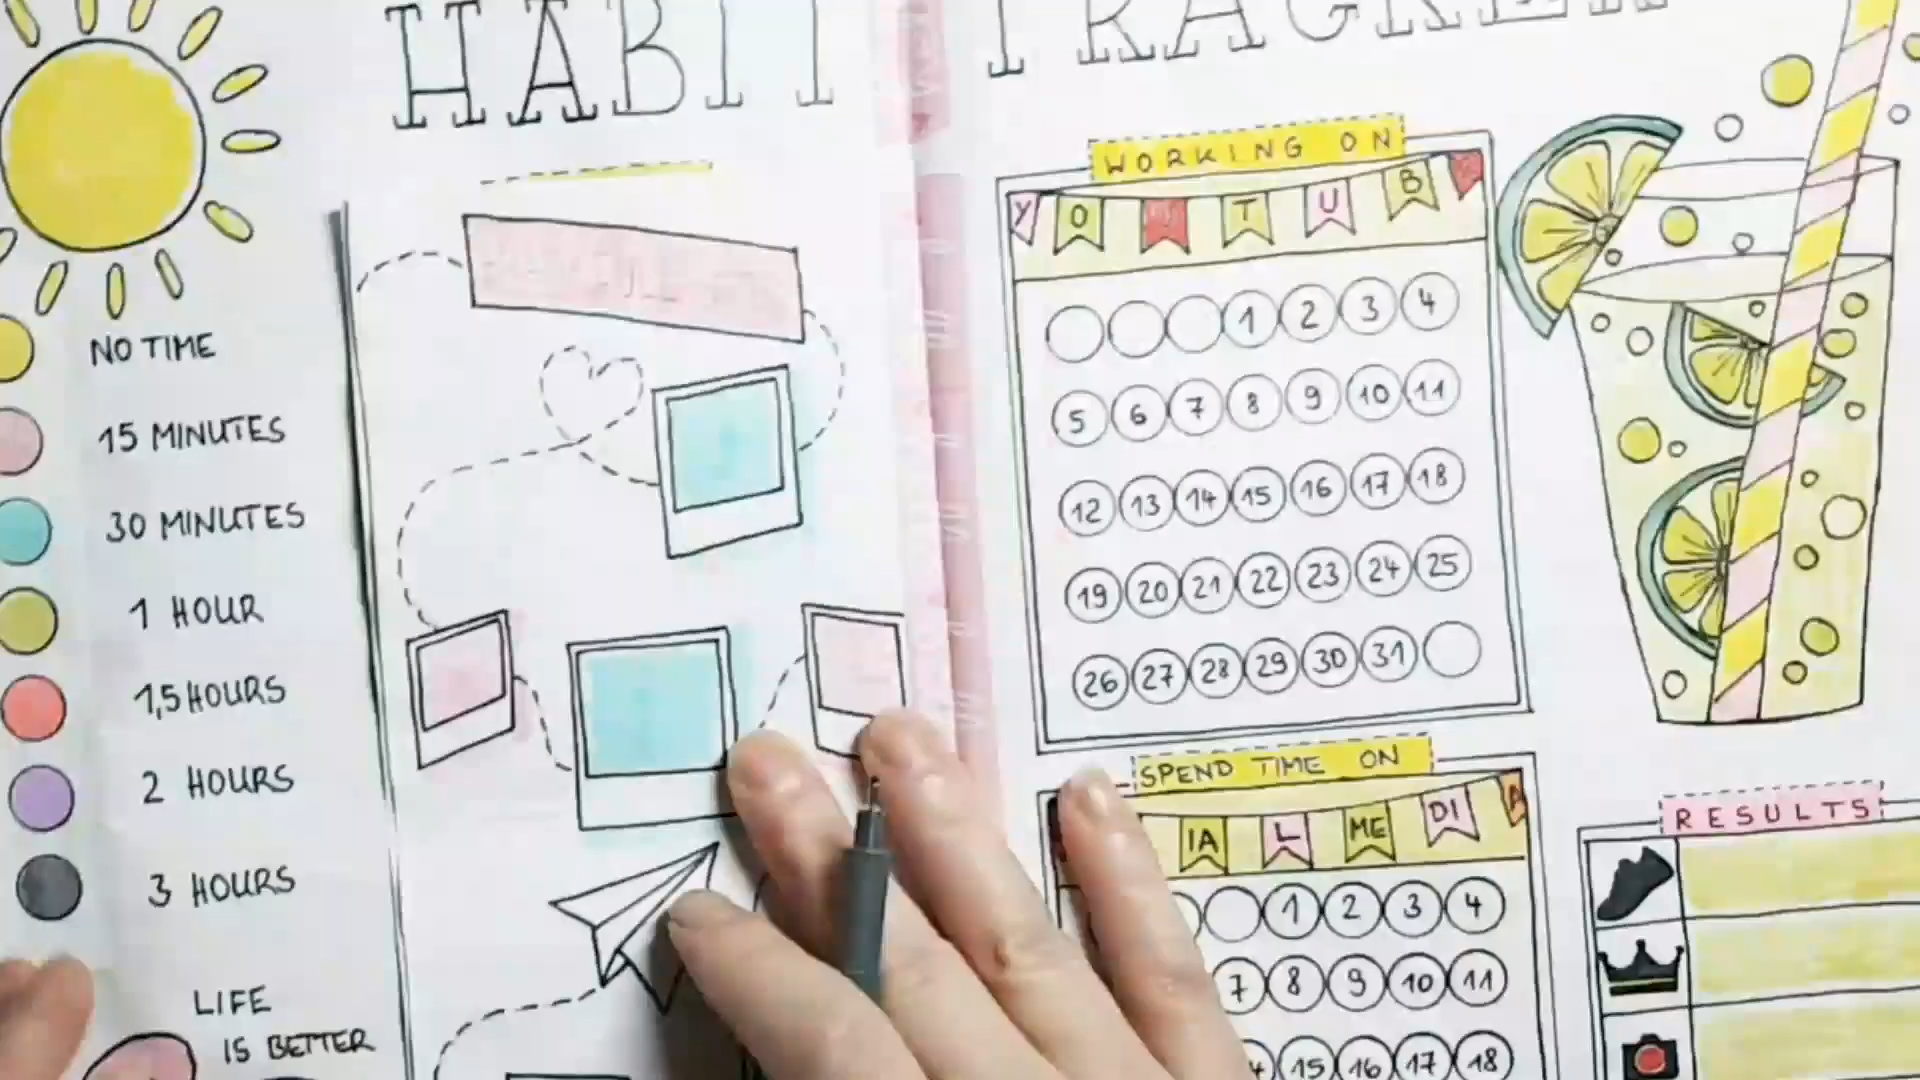 HABIT TRACKER
NO TIME
15 MINUTES
30 MINUTES
1 HOUR
1,5 HOURS
2 HOURS
3 HOURS
LIFE
IS BETTER
WORKING ON
Y O U T U B
1 2 3 4
5 6 7 8 9 10 11
12 13 14 15 16 17 18
19 20 21 22 23 24 25
26 27 28 29 30 31
SPEND TIME ON
IA L ME DI A
1 2 3 4
7 8 9 10 11
15 16 17 18
RESULTS